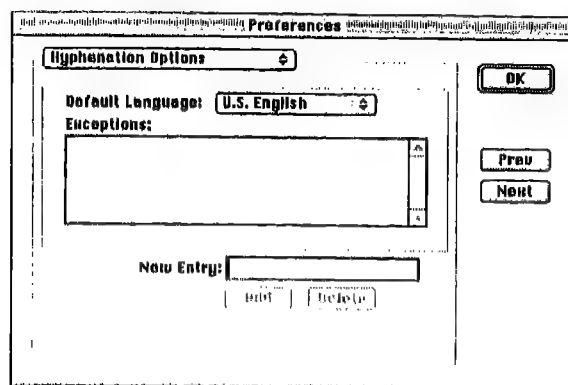 Preferences
Hyphenation Options
OK
Default Language: U.S. English
Exceptions:
Prev
Next
New Entry:
Add Delete